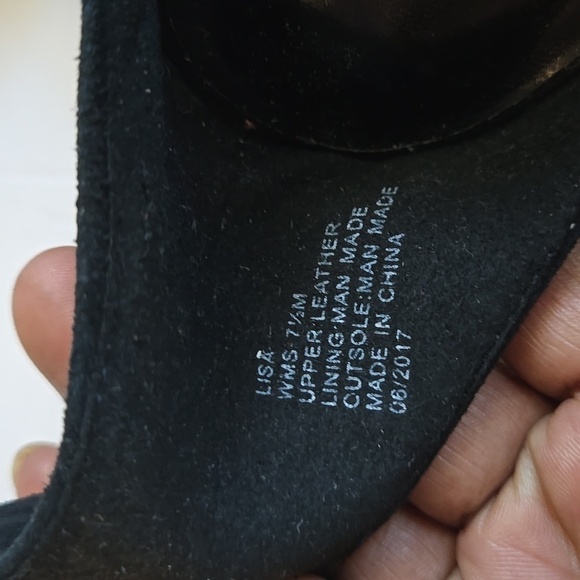 LISA
WMS 7½M
UPPER:LEATHER
LINING:MAN MADE
OUTSOLE:MAN MADE
MADE IN CHINA
06/2017